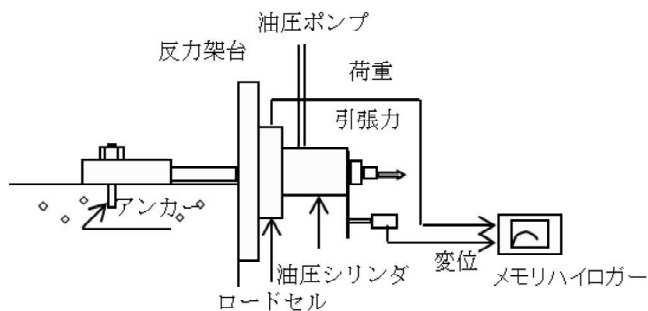 油圧ポンプ
反力架台
荷重
引張力
アンカー
油圧シリンダ
変位
メモリハイロガー
ロードセル